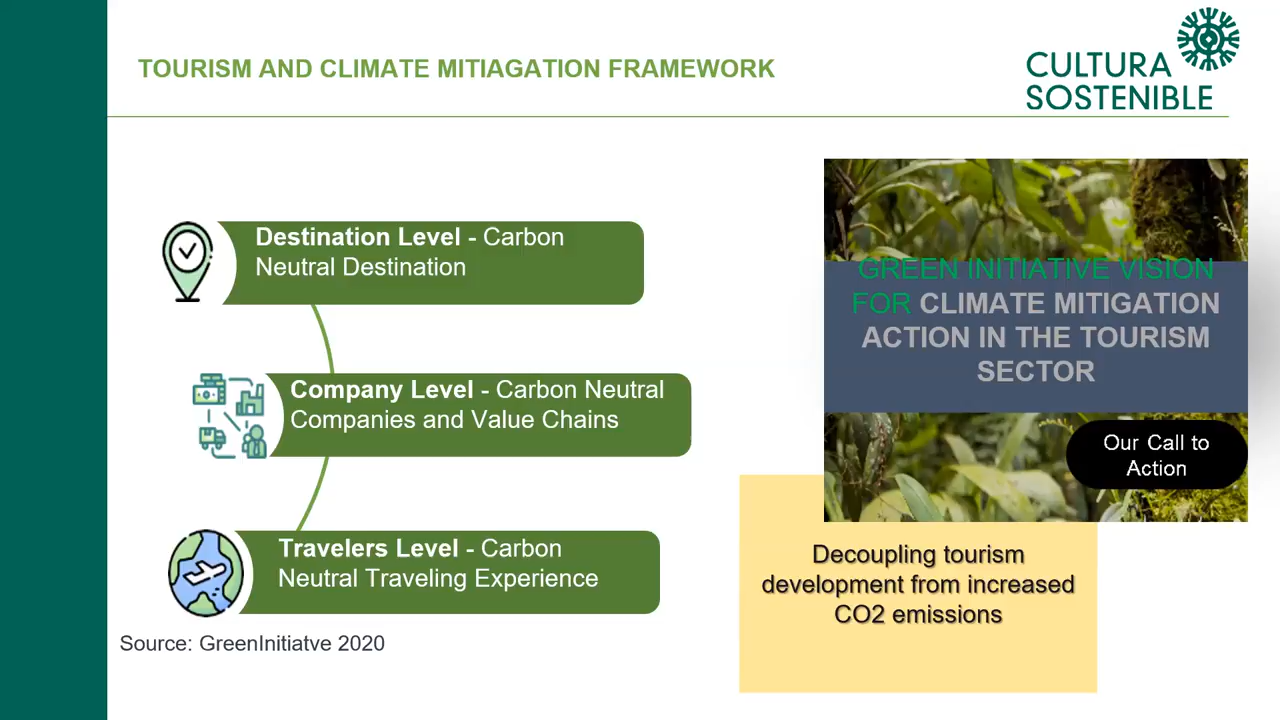 TOURISM AND CLIMATE MITIAGATION FRAMEWORK
CULTURA
SOSTENIBLE
Destination Level - Carbon
Neutral Destination
Company Level - Carbon Neutral
Companies and Value Chains
Travelers Level - Carbon
Neutral Traveling Experience
Source: GreenInitiatve 2020
GREEN INITIATIVE VISION
FOR CLIMATE MITIGATION
ACTION IN THE TOURISM
SECTOR
Our Call to
Action
Decoupling tourism
development from increased
CO2 emissions